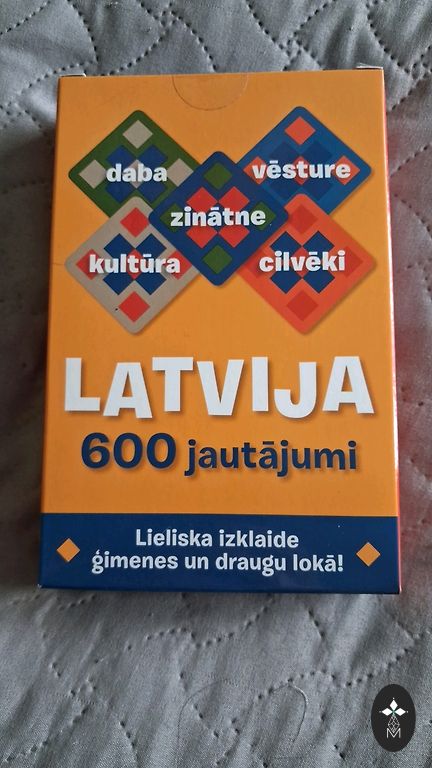 daba
vēsture
zinātne
kultūra
cilvēki
LATVIJA
600 jautājumi
Lieliska izklaide
ģimenes un draugu lokā!
M